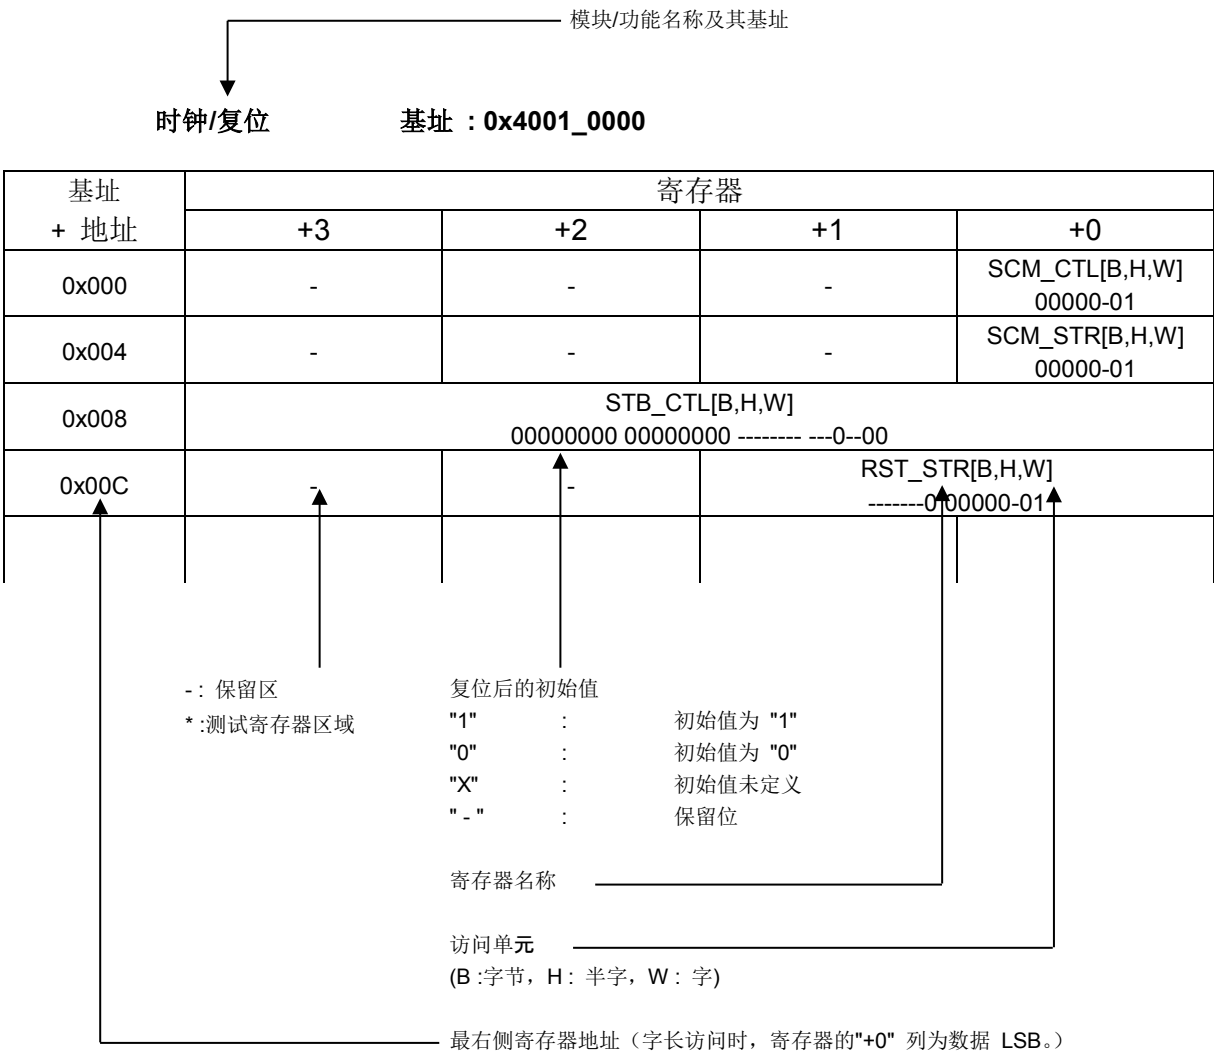 模块/功能名称及其基址
时钟/复位 基址 : 0x4001_0000
基址
+ 地址
寄存器
+3 +2 +1 +0
0x000 - - - SCM_CTL[B,H,W]
00000-01
0x004 - - - SCM_STR[B,H,W]
00000-01
0x008 STB_CTL[B,H,W]
00000000 00000000 -------- ---0--00
0x00C - - RST_STR[B,H,W]
-------0 00000-01
- : 保留区
* :测试寄存器区域
复位后的初始值
"1" : 初始值为 "1"
"0" : 初始值为 "0"
"X" : 初始值未定义
" - " : 保留位
寄存器名称
访问单元
(B :字节，H : 半字，W : 字)
最右侧寄存器地址（字长访问时，寄存器的"+0" 列为数据 LSB。）